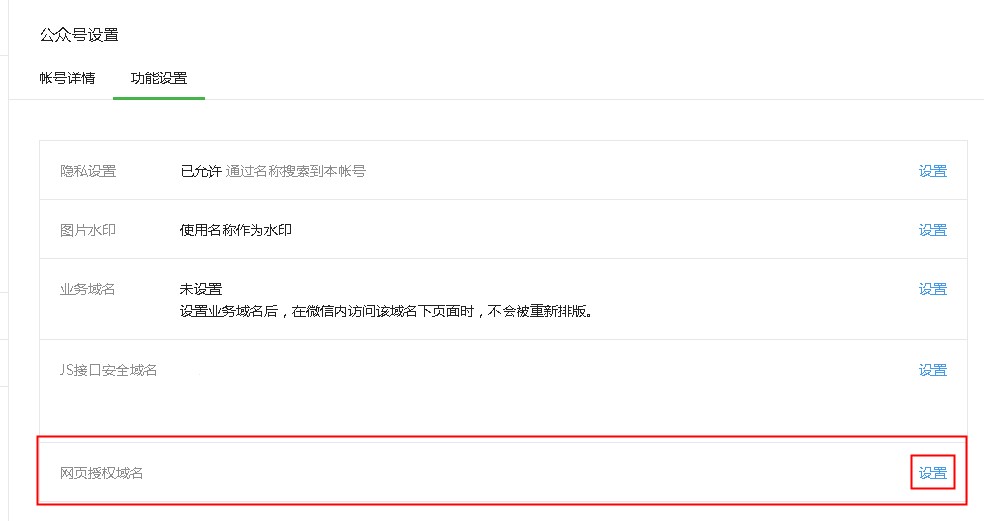 公众号设置
帐号详情 功能设置
隐私设置 已允许 通过名称搜索到本帐号 设置
图片水印 使用名称作为水印 设置
业务域名 未设置 设置
设置业务域名后，在微信内访问该域名下页面时，不会被重新排版。
JS接口安全域名 设置
网页授权域名 设置